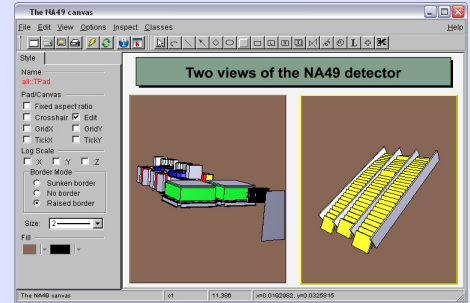 The NA49 canvas
File Edit View Options Inspect Classes Help
Style
Name
all::TPad
Pad/Canvas
Fixed aspect ratio
Crosshair Edit
GridX GridY
TickX TickY
Log Scale
:X :Y Z
Border Mode
Sunken border
No border
Raised border
Size: 2
Fill
Two views of the NA49 detector
The NA49 canvas c1 11,386 x=0.0192982, y=0.0325815